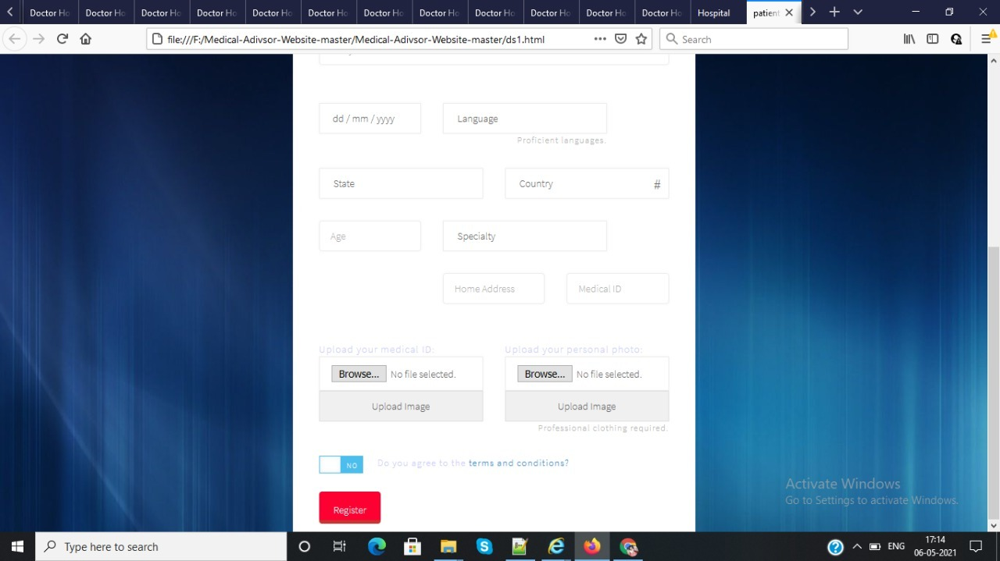 Doctor Ho Doctor Ho Doctor Ho Doctor Ho Doctor Ho Doctor Ho Doctor Ho Doctor Ho Doctor Ho Doctor Ho Doctor Ho Doctor Ho Hospital patient
file:///F:/Medical-Adivsor-Website-master/Medical-Adivsor-Website-master/ds1.html Search
dd / mm / yyyy Language
Proficient languages.
State Country #
Age Specialty
Home Address Medical ID
Upload your medical ID: Upload your personal photo:
Browse... No file selected. Browse... No file selected.
Upload Image Upload Image
Professional clothing required.
NO Do you agree to the terms and conditions?
Activate Windows
Go to Settings to activate Windows.
Register
Type here to search ENG 17:14
06-05-2021